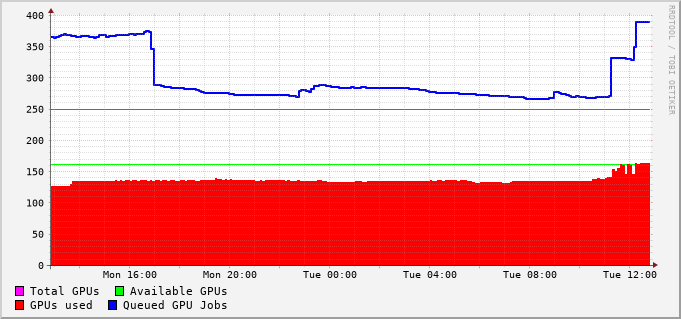 400
350
300
250
200
150
100
50
0
Mon 16:00 Mon 20:00 Tue 00:00 Tue 04:00 Tue 08:00 Tue 12:00
Total GPUs Available GPUs
GPUs used Queued GPU Jobs
RRDTOOL / TOBI OETIKER